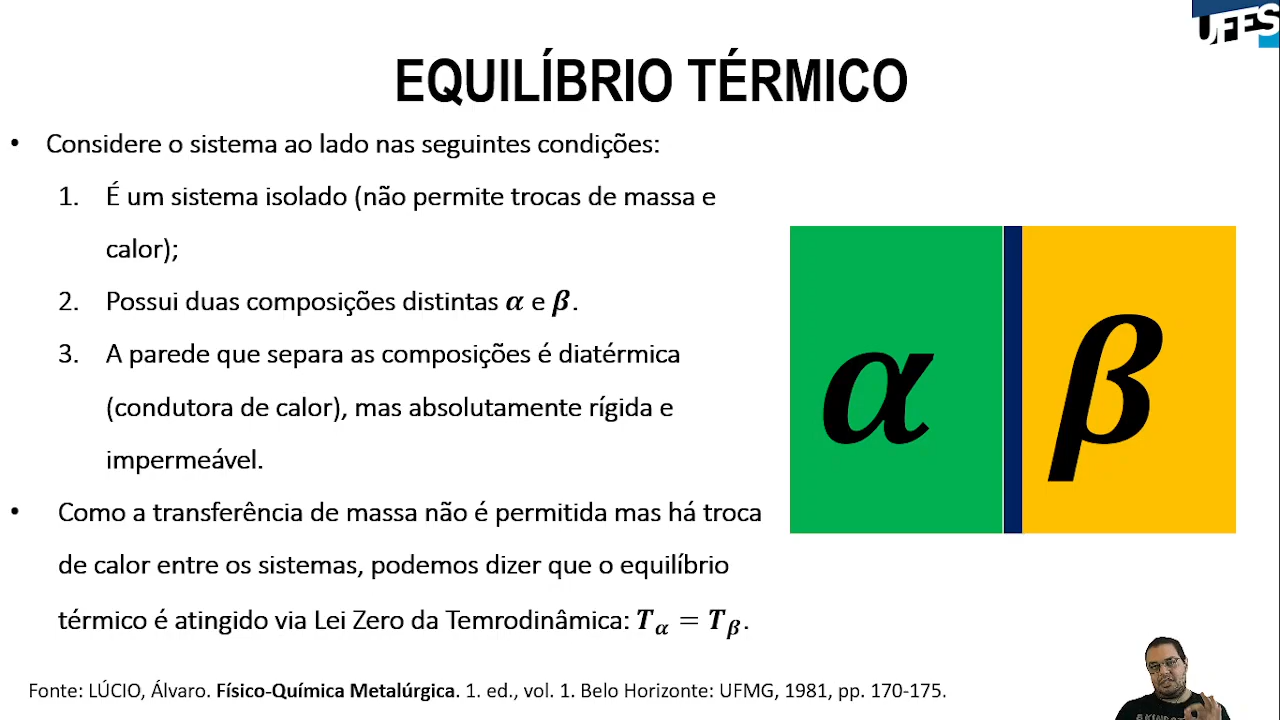 UFES
EQUILÍBRIO TÉRMICO
• Considere o sistema ao lado nas seguintes condições:
1. É um sistema isolado (não permite trocas de massa e
calor);
2. Possui duas composições distintas α e β.
3. A parede que separa as composições é diatérmica
(condutora de calor), mas absolutamente rígida e
impermeável.
• Como a transferência de massa não é permitida mas há troca
de calor entre os sistemas, podemos dizer que o equilíbrio
térmico é atingido via Lei Zero da Temrodinâmica: Tα = Tβ.
α
β
Fonte: LÚCIO, Álvaro. Físico-Química Metalúrgica. 1. ed., vol. 1. Belo Horizonte: UFMG, 1981, pp. 170-175.